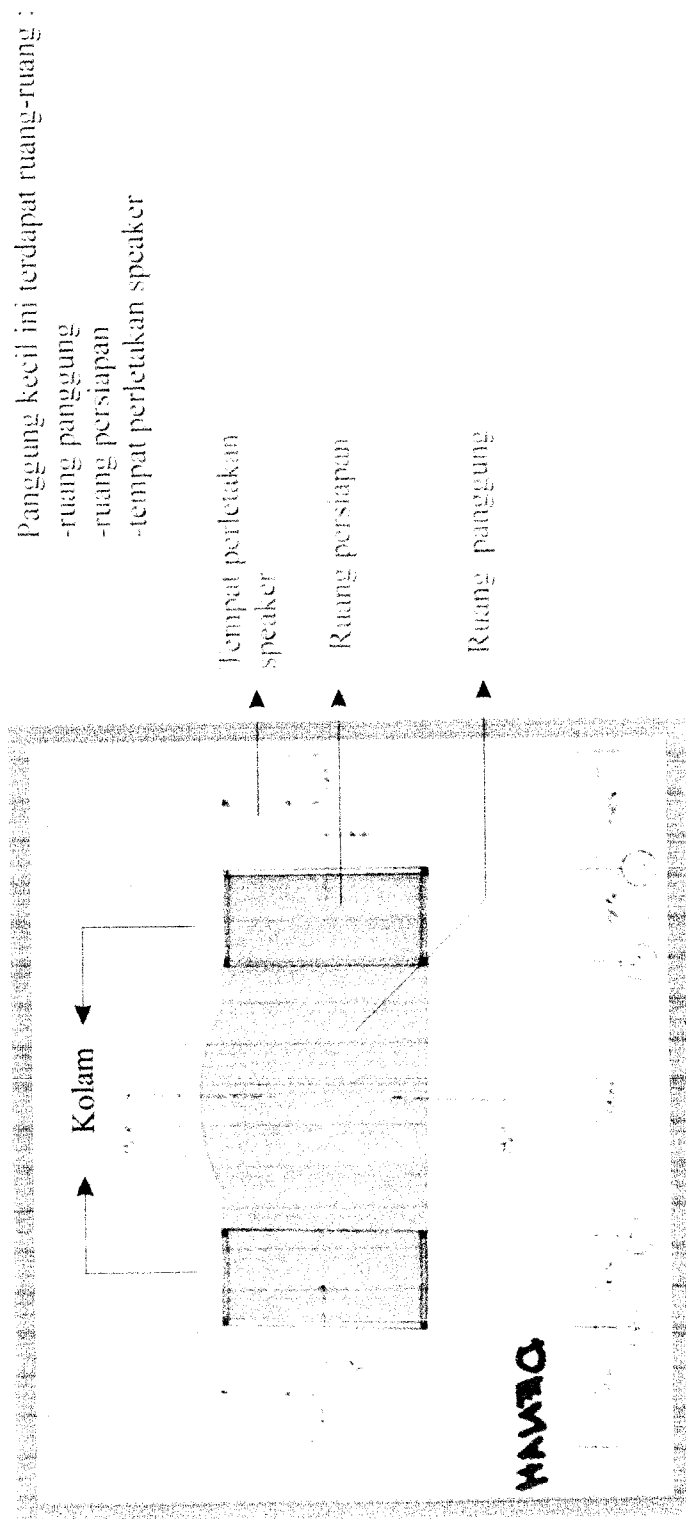 Panggung kecil ini terdapat ruang-ruang :
-ruang panggung
-ruang persiapan
-tempat perletakan speaker
Kolam
Tempat perletakan
speaker
Ruang persiapan
Ruang panggung
DENAH